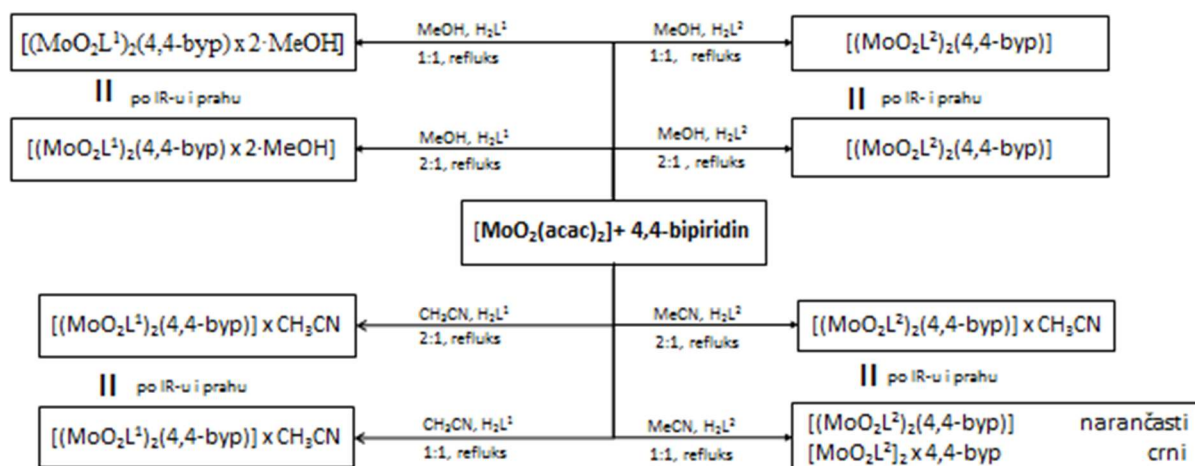 [(MoO₂L¹)₂(4,4-byp) x 2·MeOH]
MeOH, H₂L¹
1:1, refluks
MeOH, H₂L²
1:1, refluks
[(MoO₂L²)₂(4,4-byp)]
II po IR-u i prahu
II po IR- i prahu
[(MoO₂L¹)₂(4,4-byp) x 2·MeOH]
MeOH, H₂L¹
2:1, refluks
MeOH, H₂L²
2:1 , refluks
[(MoO₂L²)₂(4,4-byp)]
[MoO₂(acac)₂]+ 4,4-bipiridin
[(MoO₂L¹)₂(4,4-byp)] x CH₃CN
CH₃CN, H₂L¹
2:1, refluks
MeCN, H₂L²
2:1, refluks
[(MoO₂L²)₂(4,4-byp)] x CH₃CN
II po IR-u i prahu
II po IR-u i prahu
[(MoO₂L¹)₂(4,4-byp)] x CH₃CN
CH₃CN, H₂L¹
1:1, refluks
MeCN, H₂L²
1:1, refluks
[(MoO₂L²)₂(4,4-byp)] narančasti
[MoO₂L²]₂ x 4,4-byp crni